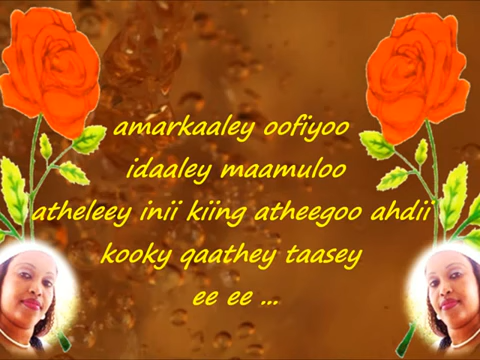 amarkaaley oofiyoo
idaaley maamuloo
atheleey inii kiing atheegoo ahdii
kooky qaathey taasey
ee ee ...